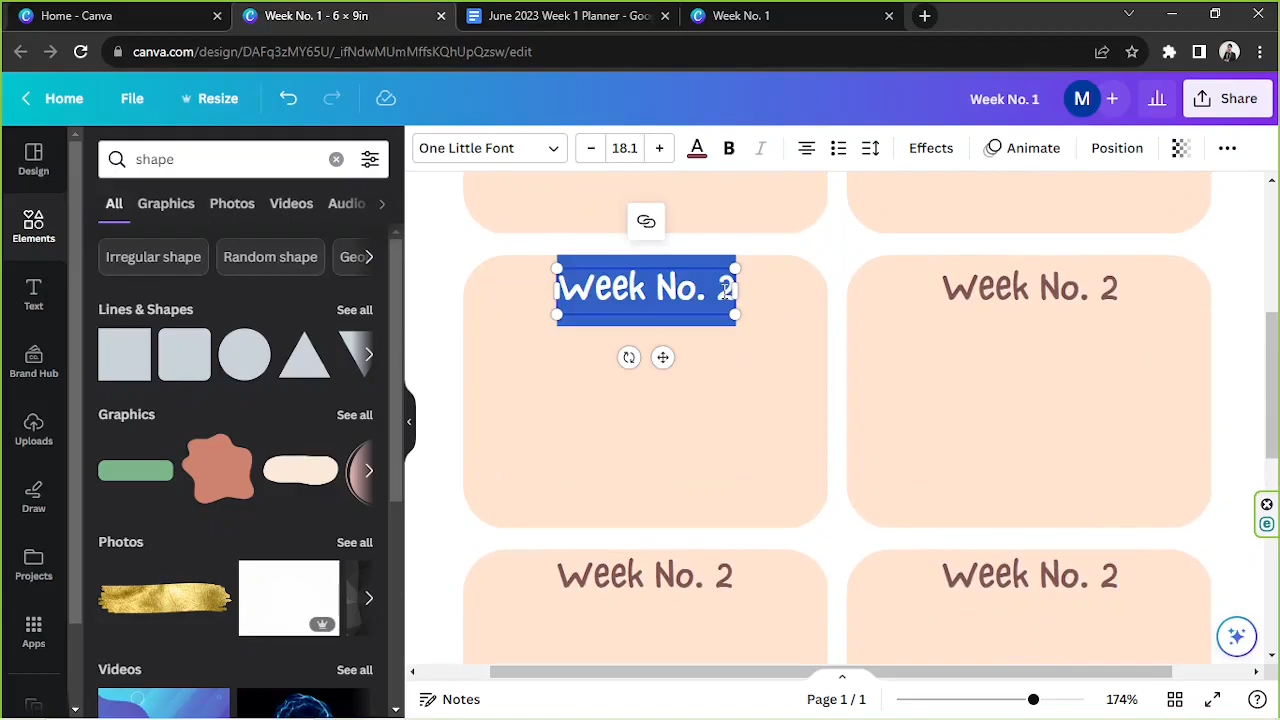 Home - Canva
Week No. 1 - 6 × 9in
June 2023 Week 1 Planner - Goo
Week No. 1
canva.com/design/DAFq3zMY65U/_ifNdwMUmMffsKQhUpQzsw/edit
Home
File
Resize
Week No. 1
M
Share
Design
Elements
Text
Brand Hub
Uploads
Draw
Projects
Apps
shape
All
Graphics
Photos
Videos
Audio
Irregular shape
Random shape
Geo
Lines & Shapes
See all
Graphics
See all
Photos
See all
Videos
See all
One Little Font
18.1
A
B
I
Effects
Animate
Position
Week No. 2
Week No. 2
Week No. 2
Week No. 2
Notes
Page 1 / 1
174%